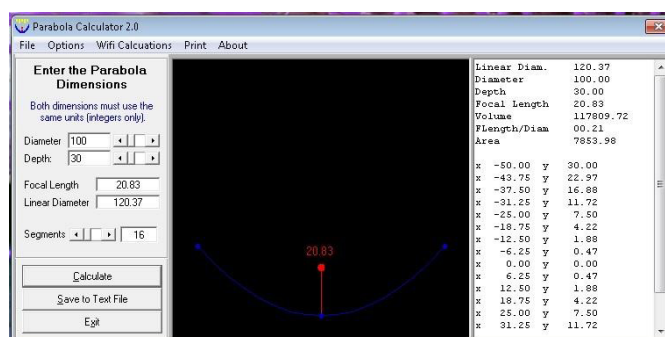 Parabola Calculator 2.0
File Options Wifi Calcuations Print About
Enter the Parabola
Dimensions
Both dimensions must use the
same units (integers only).
Diameter 100
Depth: 30
Focal Length 20.83
Linear Diameter 120.37
Segments 16
Calculate
Save to Text File
Exit
20.83
Linear Diam. 120.37
Diameter 100.00
Depth 30.00
Focal Length 20.83
Volume 117809.72
FLength/Diam 00.21
Area 7853.98
x -50.00 y 30.00
x -43.75 y 22.97
x -37.50 y 16.88
x -31.25 y 11.72
x -25.00 y 7.50
x -18.75 y 4.22
x -12.50 y 1.88
x -6.25 y 0.47
x 0.00 y 0.00
x 6.25 y 0.47
x 12.50 y 1.88
x 18.75 y 4.22
x 25.00 y 7.50
x 31.25 y 11.72